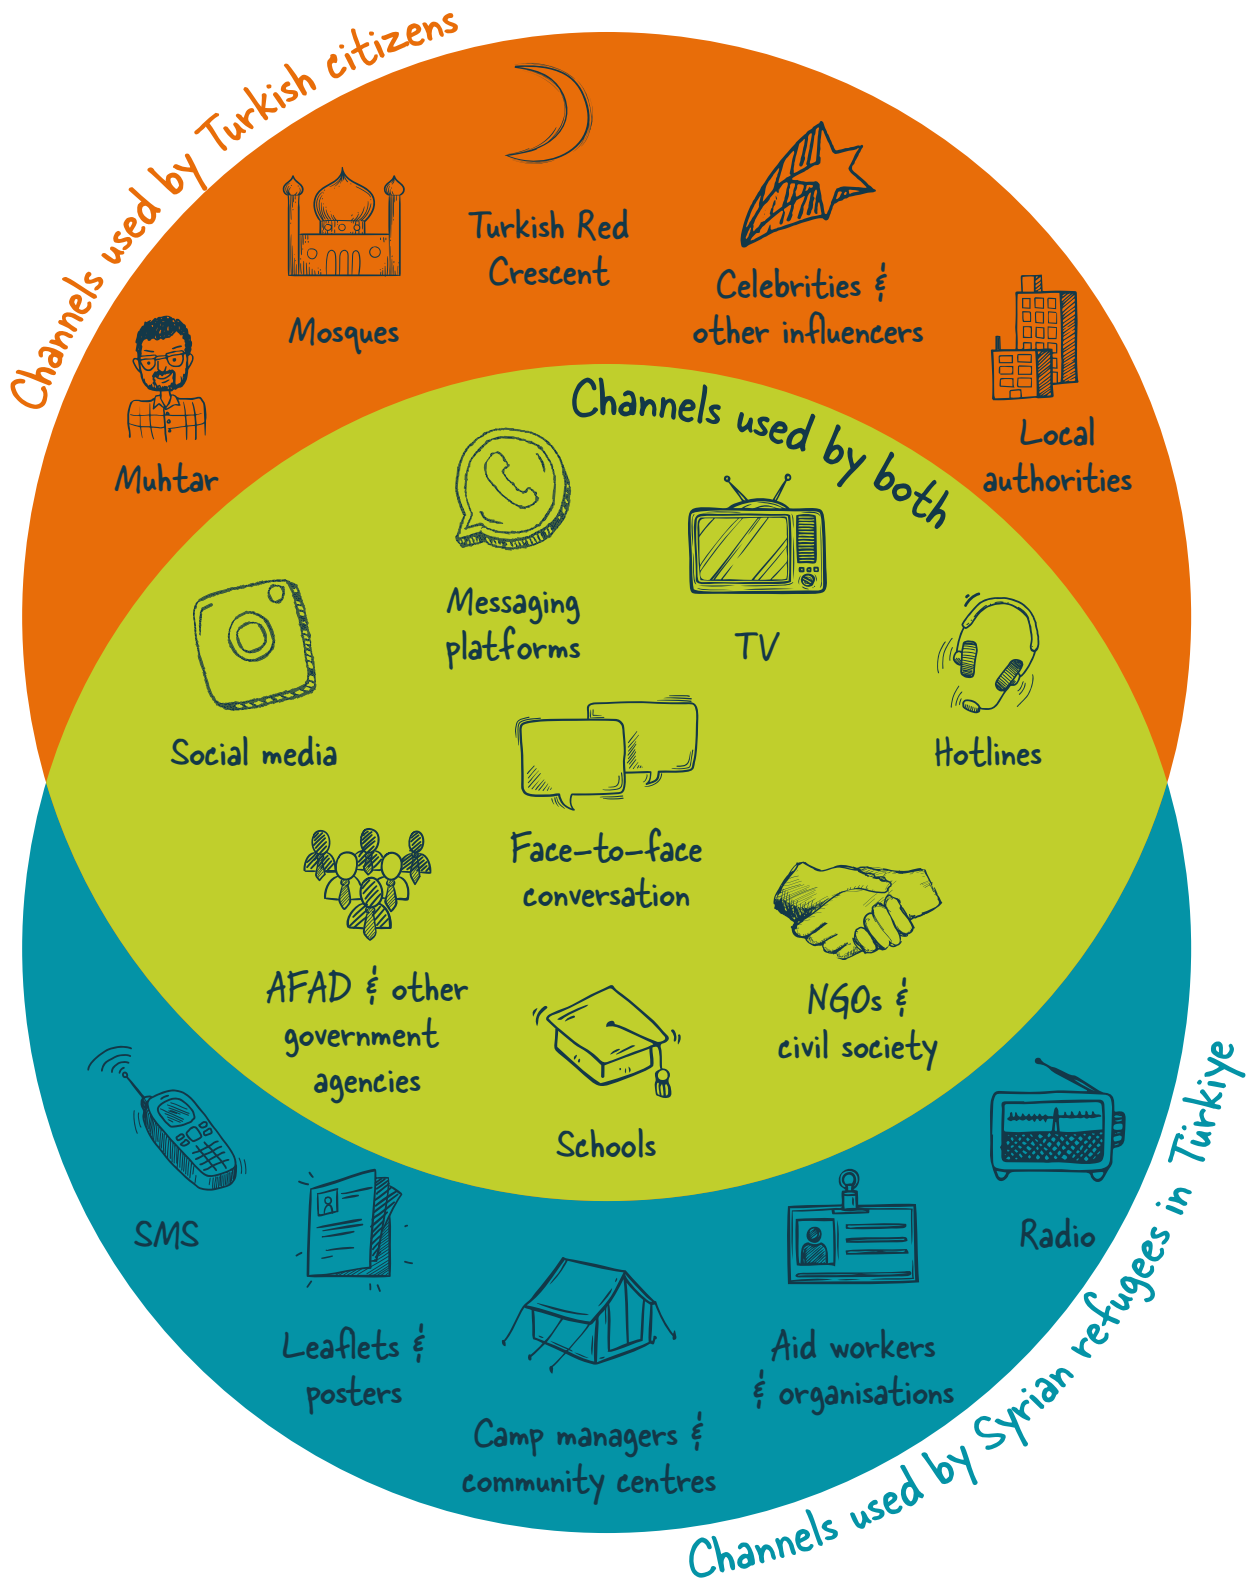 Channels used by Turkish citizens
Turkish Red
Crescent
Mosques
Celebrities &
other influencers
Muhtar
Local
authorities
Channels used by both
Messaging
platforms
TV
Social media
Hotlines
Face-to-face
conversation
AFAD & other
government
agencies
NGOs &
civil society
Schools
SMS
Radio
Leaflets &
posters
Aid workers
& organisations
Camp managers &
community centres
Channels used by Syrian refugees in Türkiye